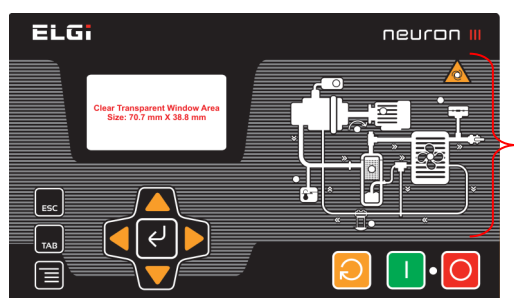 ELGi
neuron III
Clear Transparent Window Area
Size: 70.7 mm X 38.8 mm
ESC
TAB